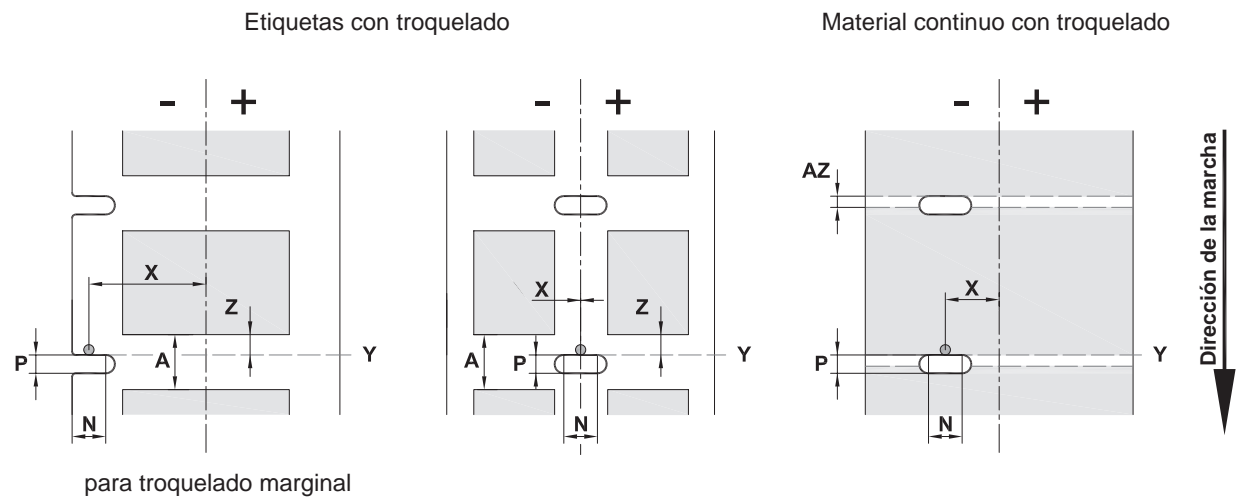 Etiquetas con troquelado
Material continuo con troquelado
- +
- +
- +
AZ
X
Z
P
A
Y
N
X
Z
A
P
Y
N
X
P
Y
N
Dirección de la marcha
para troquelado marginal